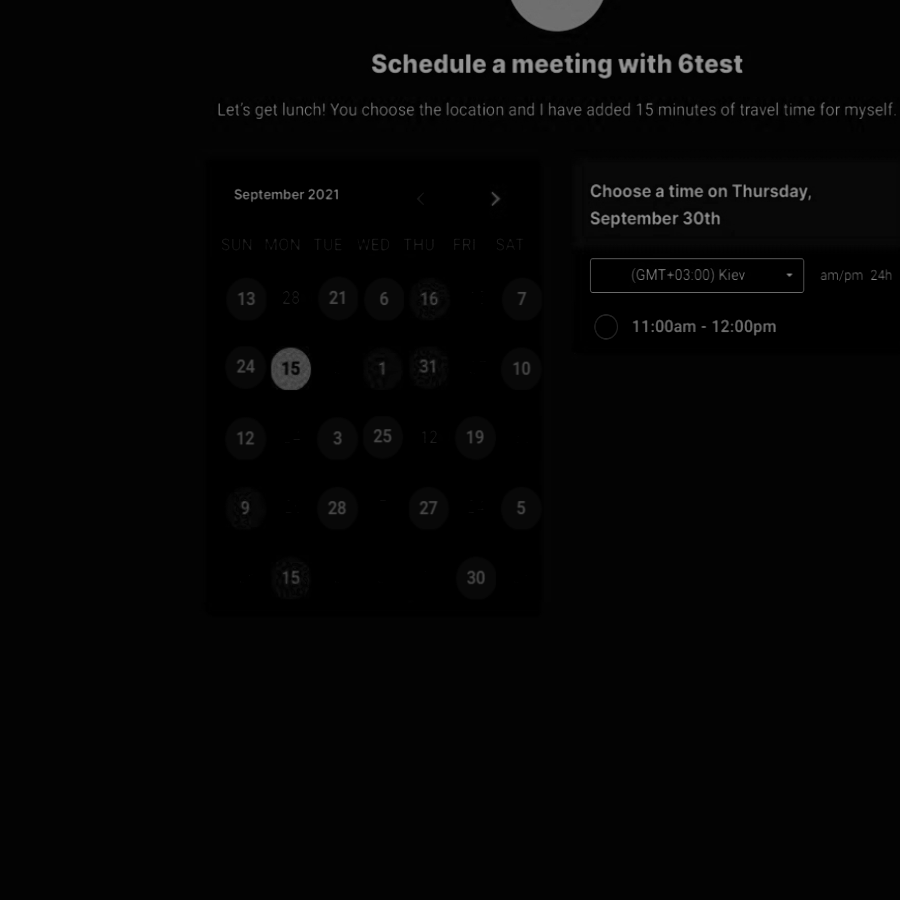 Schedule a meeting with 6test
Let's get lunch! You choose the location and I have added 15 minutes of travel time for myself.
September 2021
SUN MON TUE WED THU FRI SAT
13 28 21 6 16 7
24 15 1 31 10
12 3 25 12 19
9 28 27 5
15 30
Choose a time on Thursday,
September 30th
(GMT+03:00) Kiev am/pm 24h
11:00am - 12:00pm